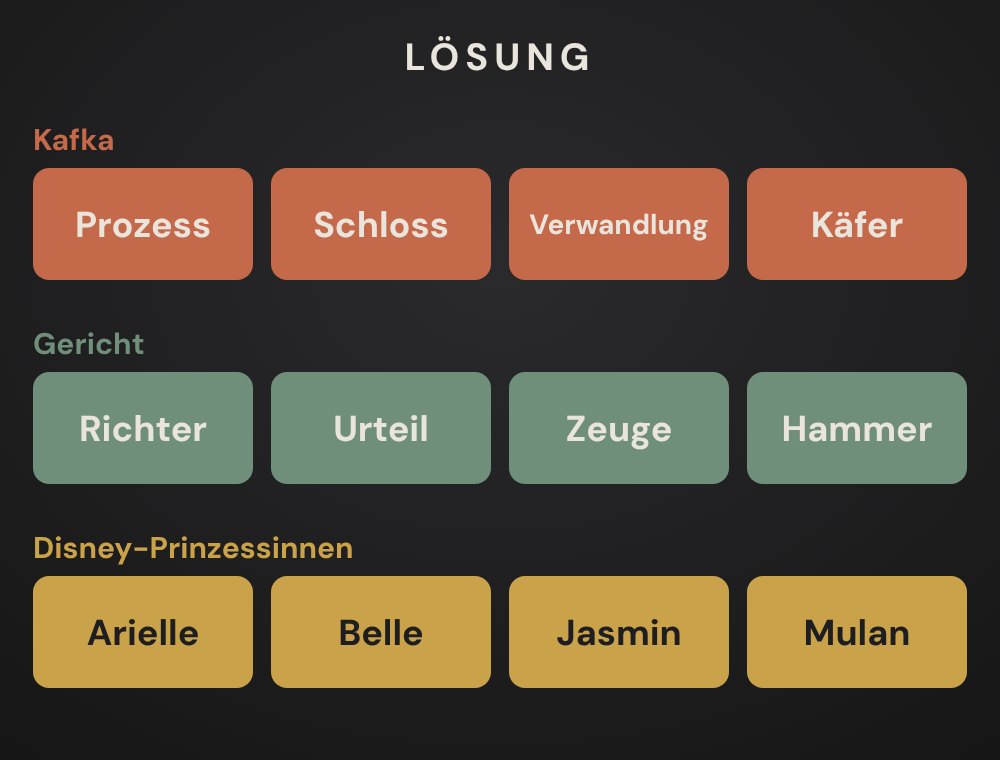 LÖSUNG
Kafka
Prozess Schloss Verwandlung Käfer
Gericht
Richter Urteil Zeuge Hammer
Disney-Prinzessinnen
Arielle Belle Jasmin Mulan